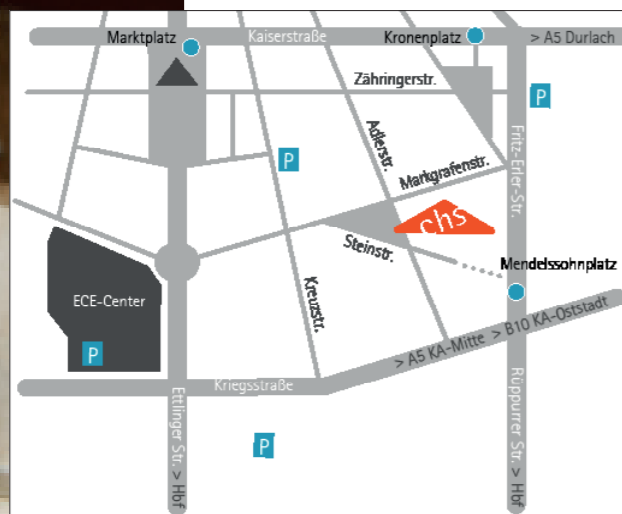 Marktplatz
Kaiserstraße
Kronenplatz
> A5 Durlach
Zähringerstr.
P
Fritz-Erler-Str.
Adlerstr.
P
Markgrafenstr.
chs
Steinstr.
Mendelssohnplatz
ECE-Center
Kreuzstr.
> A5 KA-Mitte > B10 KA-Oststadt
P
Kriegsstraße
Ettlinger Str. > Hbf
Rüppurrer Str. > Hbf
P